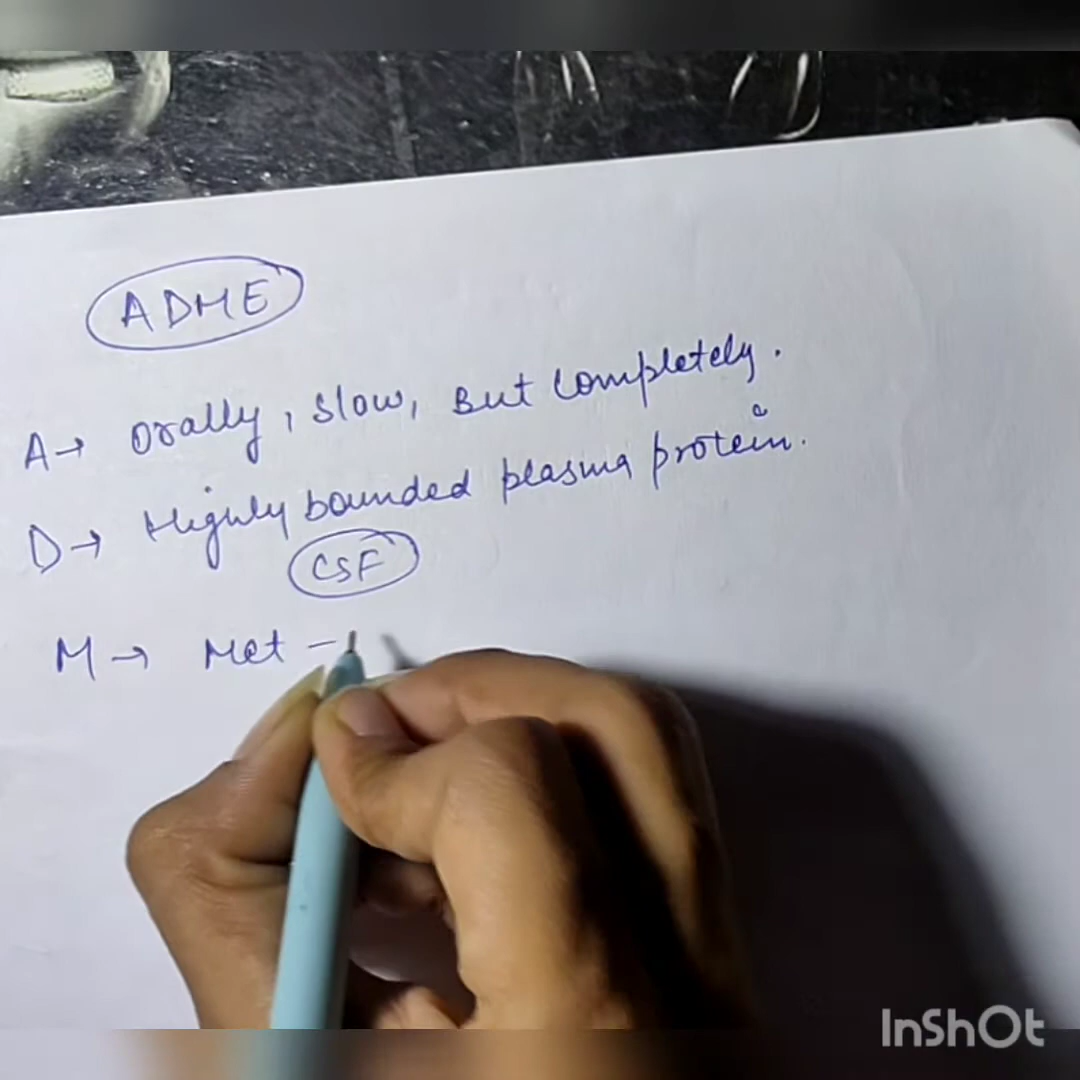 ADME
A → Orally, slow, But completely.
D → Highly bounded plasma protein.
CSF
M → Met -
InShOt